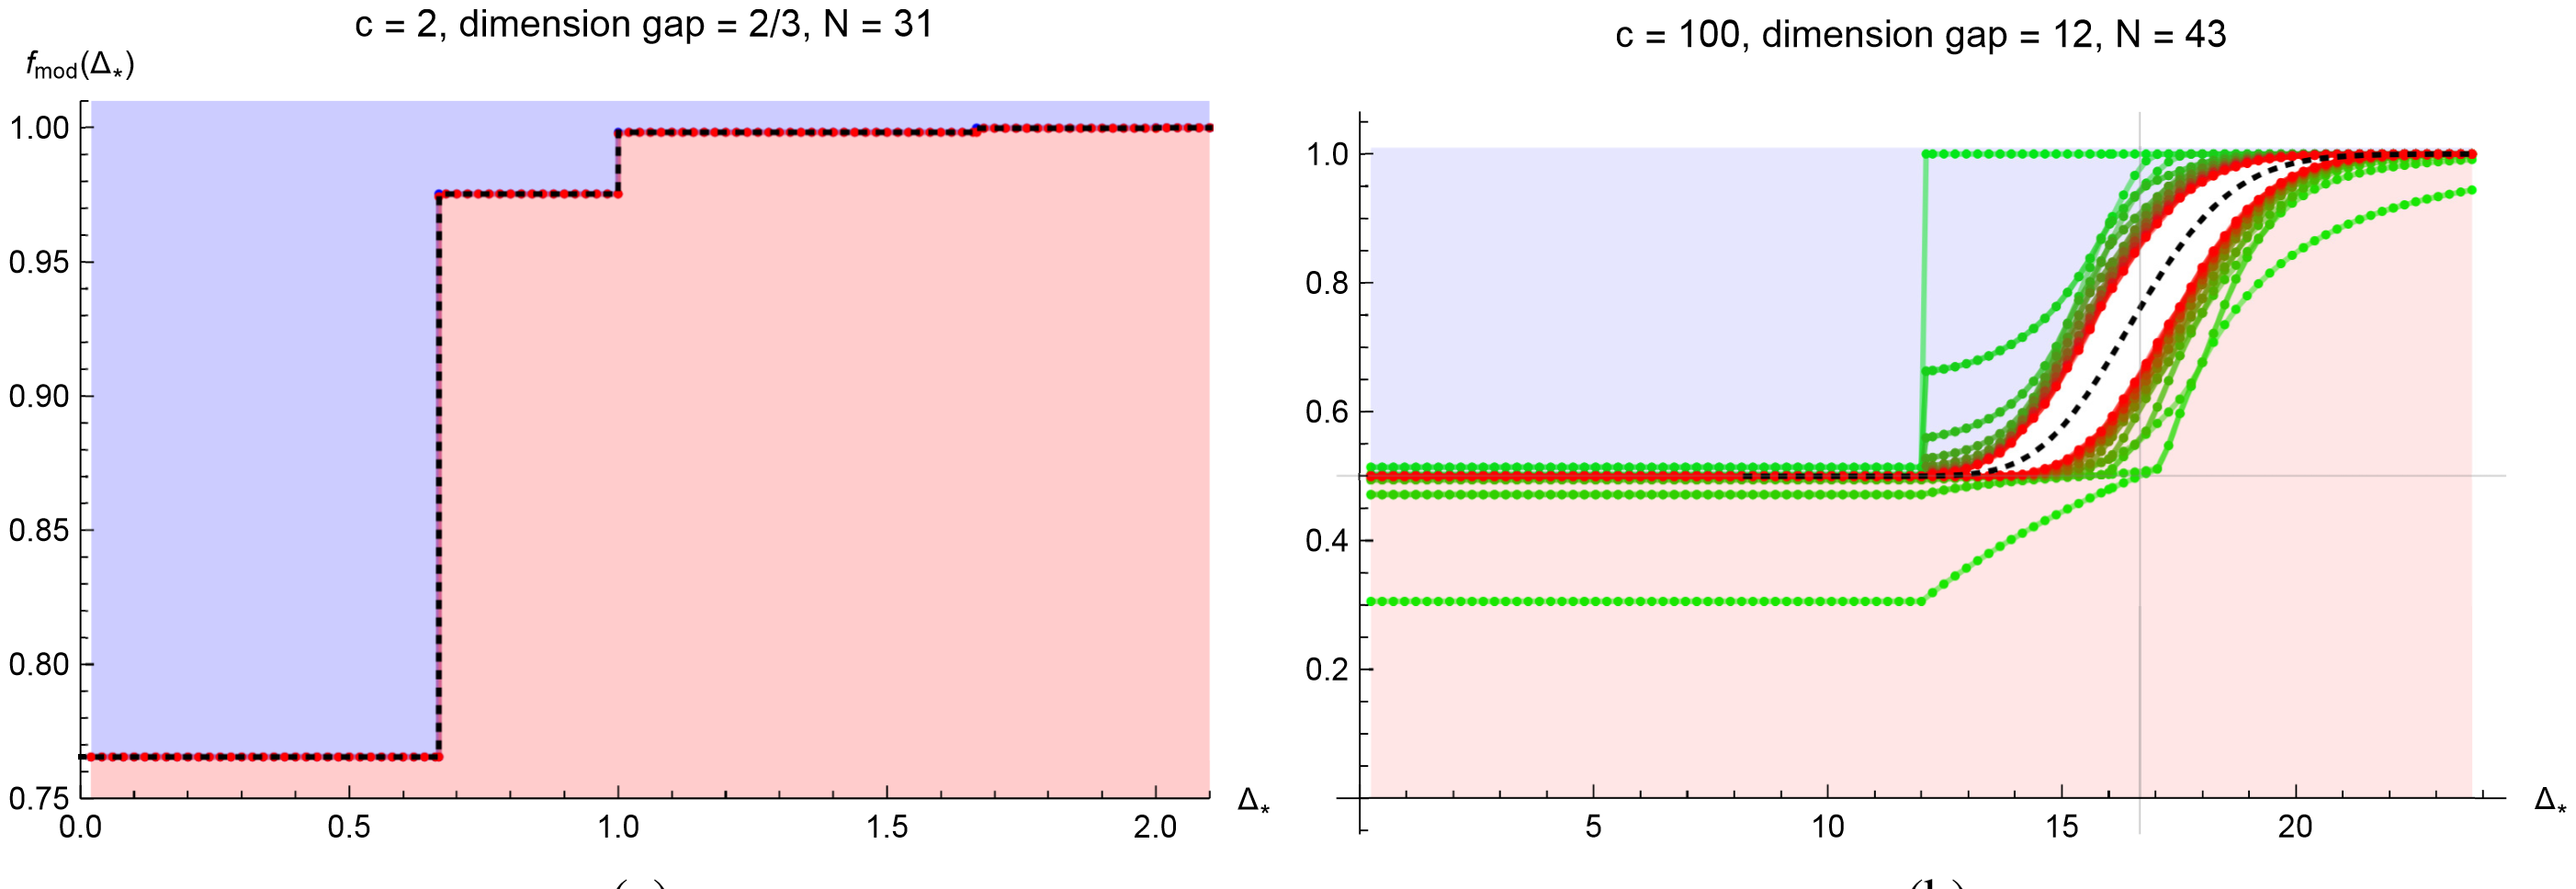 c = 2, dimension gap = 2/3, N = 31
f_mod(Δ_*)
1.00
0.95
0.90
0.85
0.80
0.75
0.0 0.5 1.0 1.5 2.0
Δ_*
c = 100, dimension gap = 12, N = 43
1.0
0.8
0.6
0.4
0.2
5 10 15 20
Δ_*